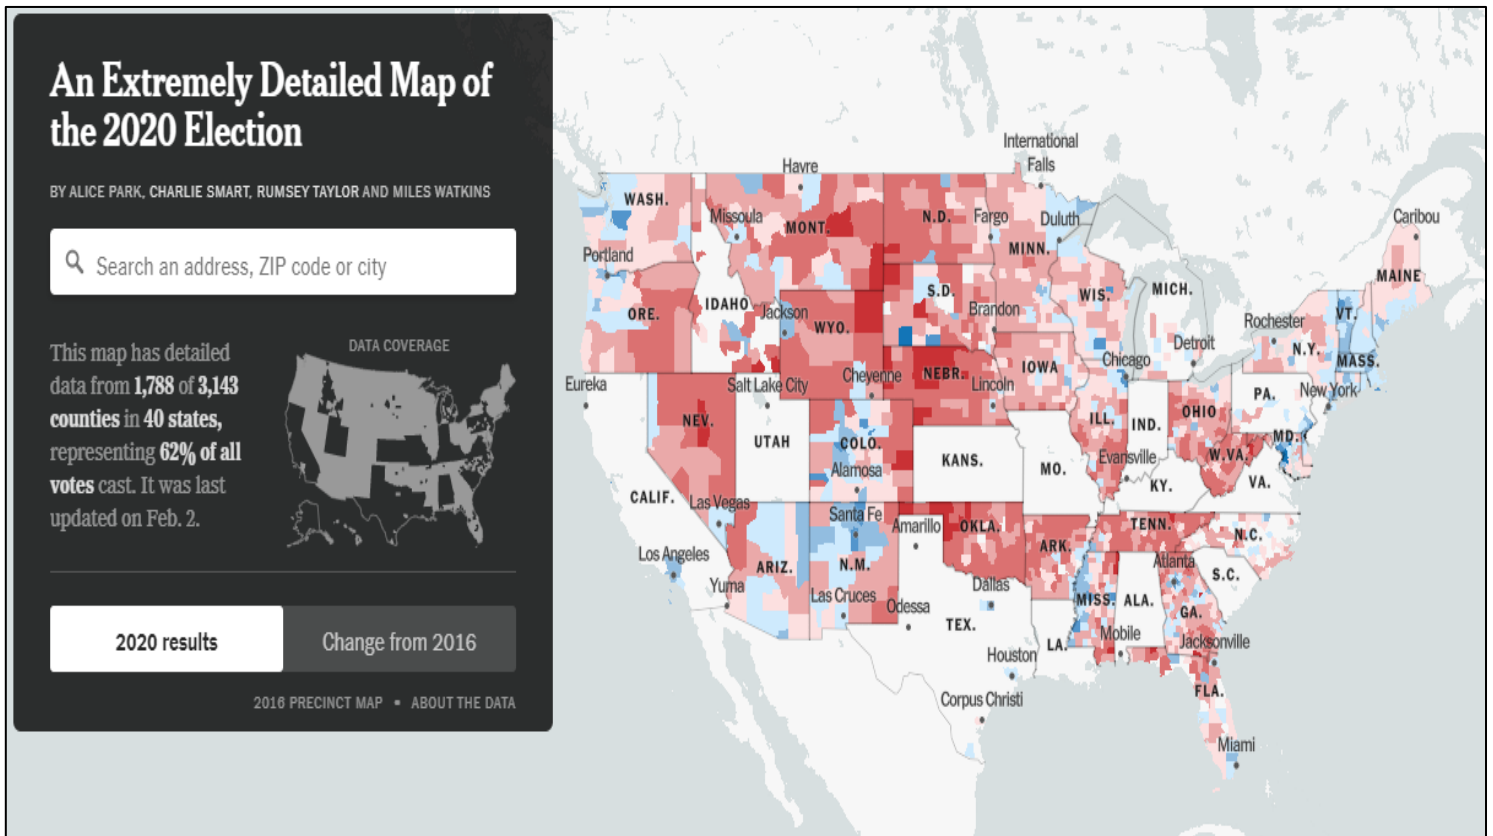 An Extremely Detailed Map of
the 2020 Election
BY ALICE PARK, CHARLIE SMART, RUMSEY TAYLOR AND MILES WATKINS
Search an address, ZIP code or city
This map has detailed
data from 1,788 of 3,143
counties in 40 states,
representing 62% of all
votes cast. It was last
updated on Feb. 2.
DATA COVERAGE
2020 results
Change from 2016
2016 PRECINCT MAP ▪ ABOUT THE DATA
International
Falls
Havre
WASH.
Missoula
MONT.
N.D.
Fargo
Duluth
Caribou
Portland
MINN.
MAINE
IDAHO
Jackson
WYO.
S.D.
Brandon
WIS.
MICH.
ORE.
Rochester
VT.
Detroit
N.Y.
MASS.
Chicago
Eureka
Salt Lake City
Cheyenne
NEBR.
Lincoln
IOWA
PA.
New York
NEV.
UTAH
COLO.
ILL.
IND.
OHIO
MD.
Alamosa
KANS.
MO.
Evansville
W.VA.
KY.
VA.
CALIF.
Las Vegas
Santa Fe
Amarillo
OKLA.
TENN.
N.C.
Los Angeles
ARIZ.
N.M.
ARK.
Atlanta
S.C.
Yuma
Las Cruces
Odessa
Dallas
MISS.
ALA.
GA.
TEX.
LA.
Mobile
Jacksonville
Houston
Corpus Christi
FLA.
Miami